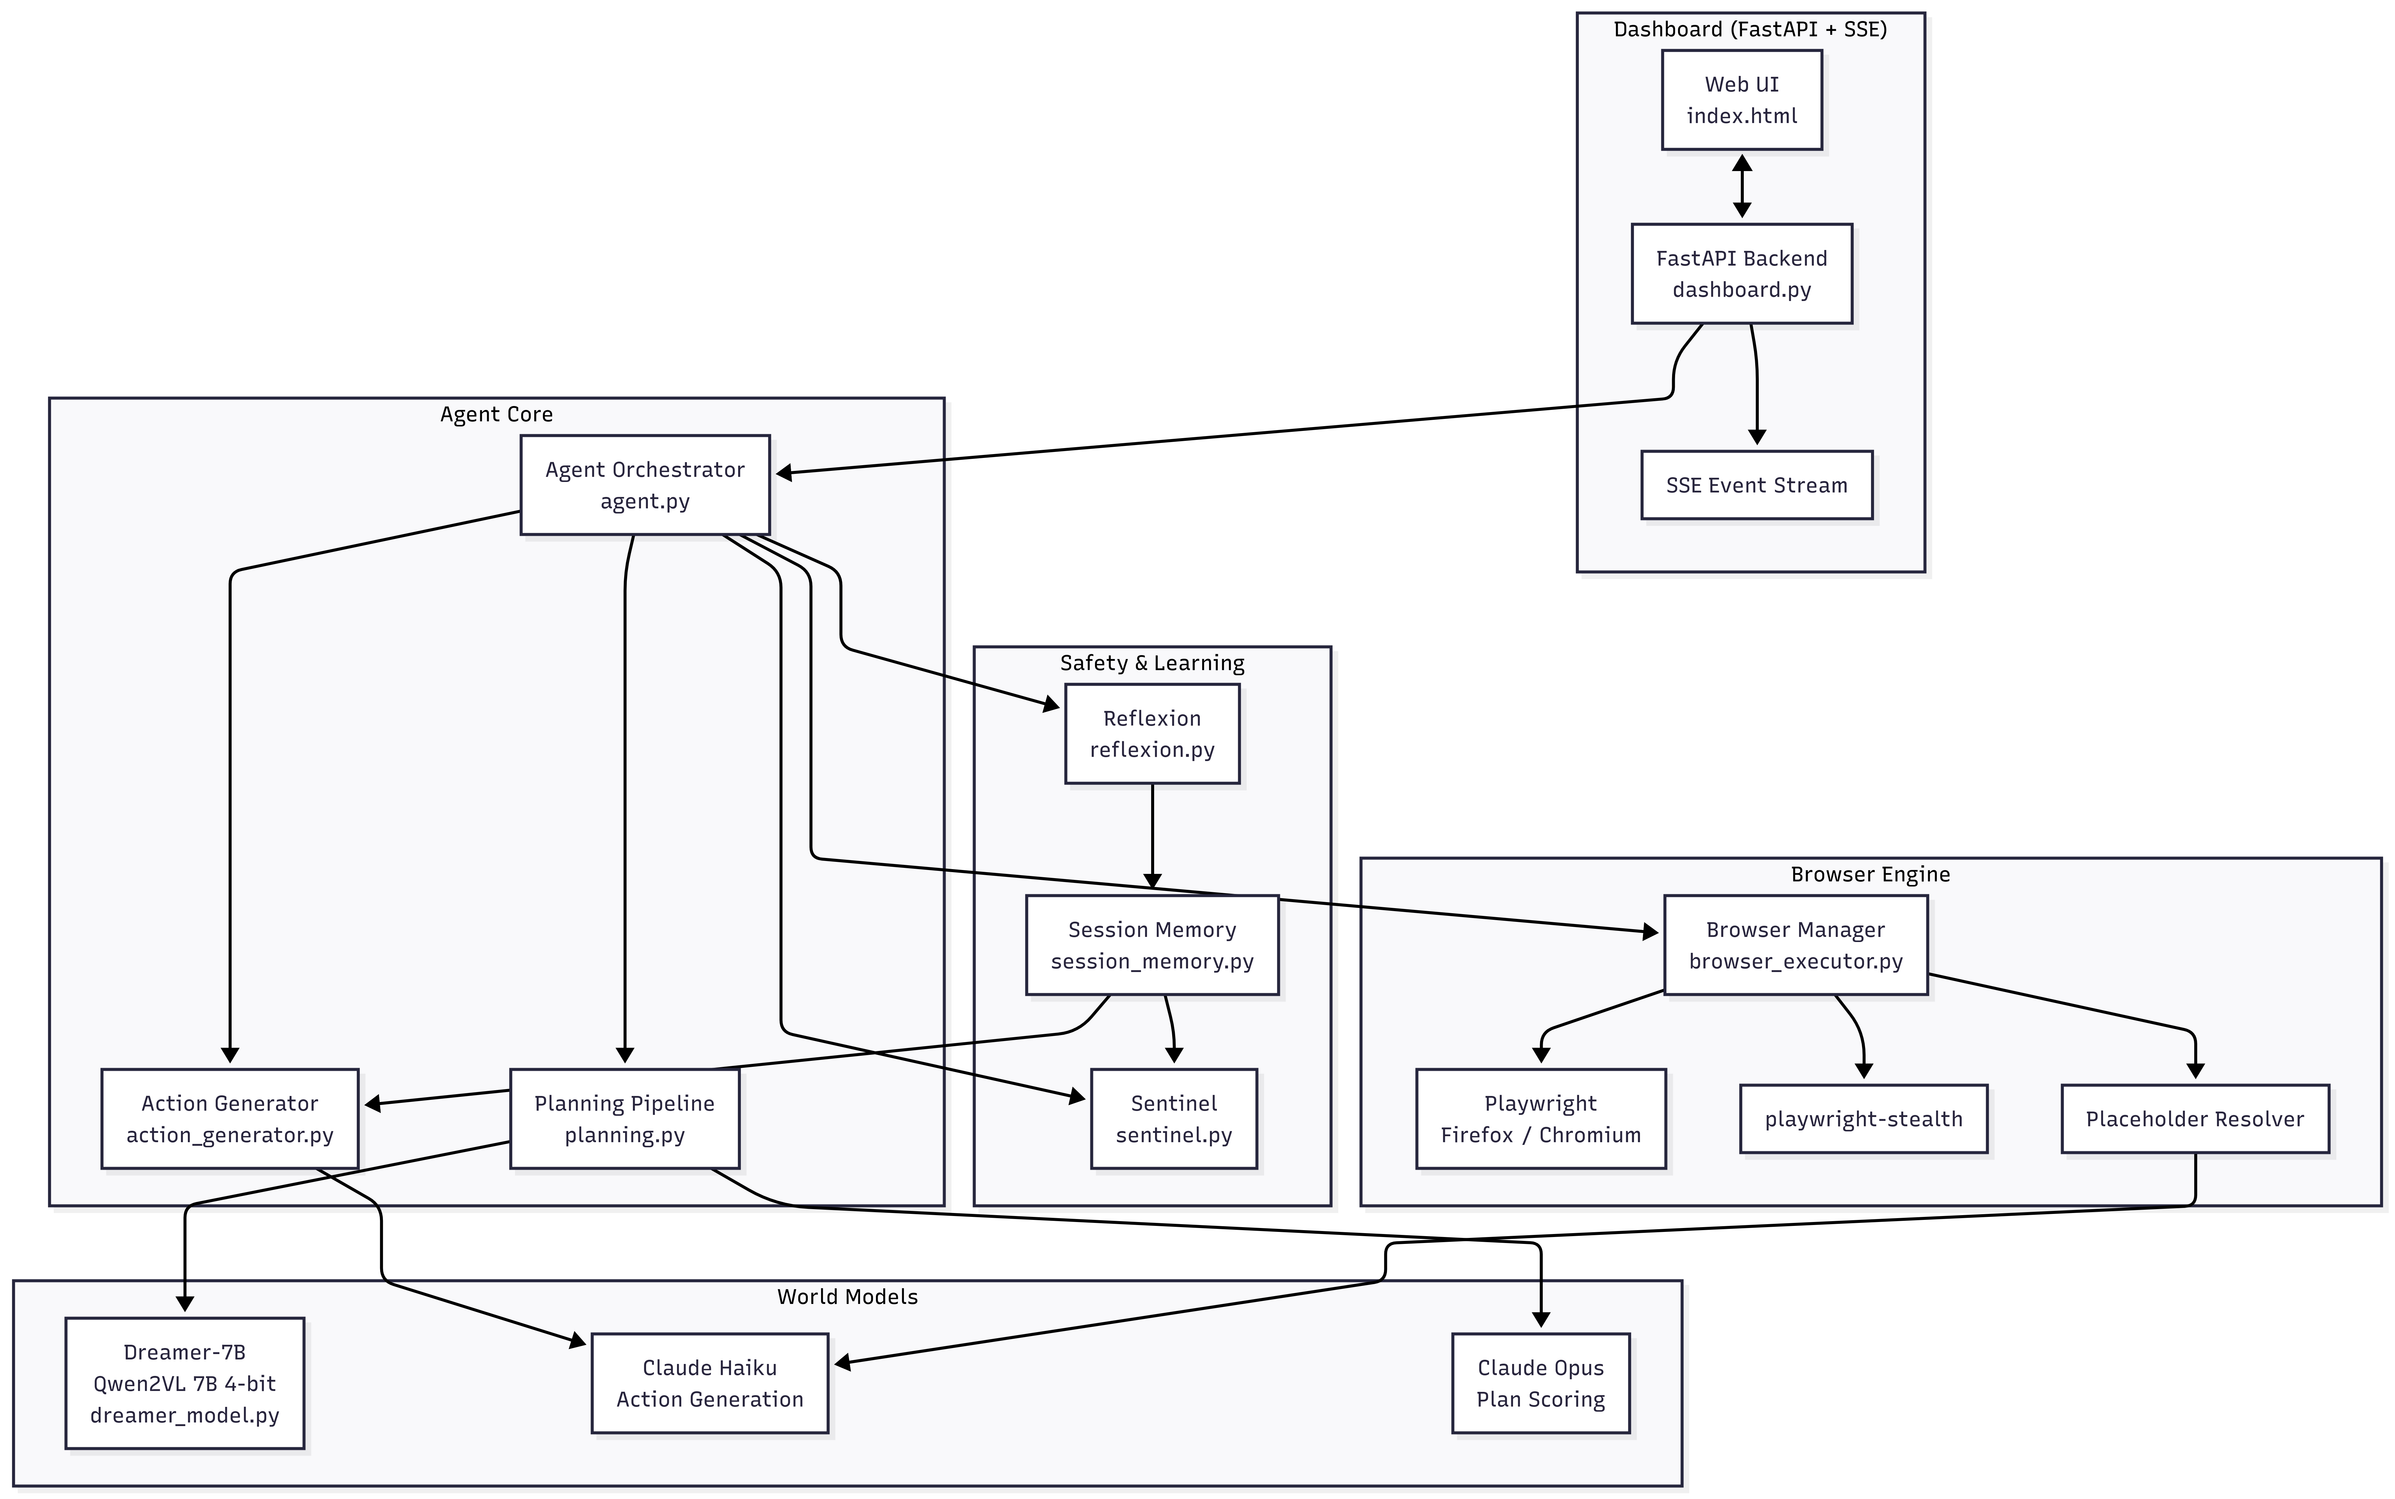 Dashboard (FastAPI + SSE)
Web UI
index.html
FastAPI Backend
dashboard.py
SSE Event Stream
Agent Core
Agent Orchestrator
agent.py
Safety & Learning
Reflexion
reflexion.py
Session Memory
session_memory.py
Browser Engine
Browser Manager
browser_executor.py
Action Generator
action_generator.py
Planning Pipeline
planning.py
Sentinel
sentinel.py
Playwright
Firefox / Chromium
playwright-stealth
Placeholder Resolver
World Models
Dreamer-7B
Qwen2VL 7B 4-bit
dreamer_model.py
Claude Haiku
Action Generation
Claude Opus
Plan Scoring